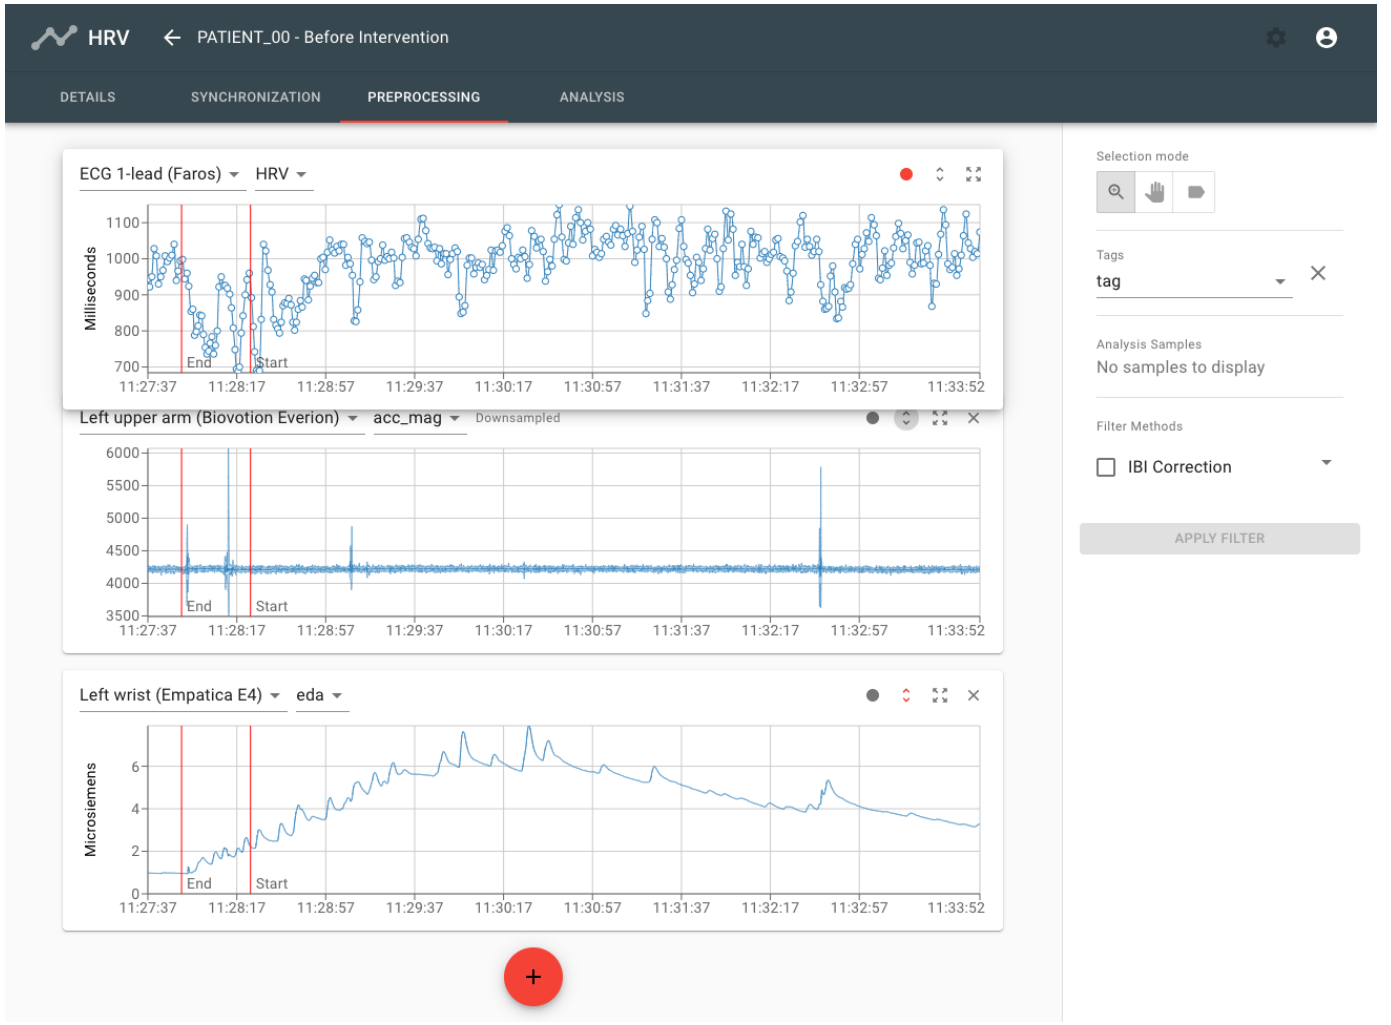 HRV
PATIENT_00 - Before Intervention
DETAILS SYNCHRONIZATION PREPROCESSING ANALYSIS
ECG 1-lead (Faros) HRV
Milliseconds
1100
1000
900
800
700
End Start
11:27:37 11:28:17 11:28:57 11:29:37 11:30:17 11:30:57 11:31:37 11:32:17 11:32:57 11:33:52
Left upper arm (Biovotion Everion) acc_mag Downsampled
6000
5500
5000
4500
4000
3500
End Start
11:27:37 11:28:17 11:28:57 11:29:37 11:30:17 11:30:57 11:31:37 11:32:17 11:32:57 11:33:52
Left wrist (Empatica E4) eda
Microsiemens
6
4
2
0
End Start
11:27:37 11:28:17 11:28:57 11:29:37 11:30:17 11:30:57 11:31:37 11:32:17 11:32:57 11:33:52
+
Selection mode
Tags
tag
Analysis Samples
No samples to display
Filter Methods
IBI Correction
APPLY FILTER